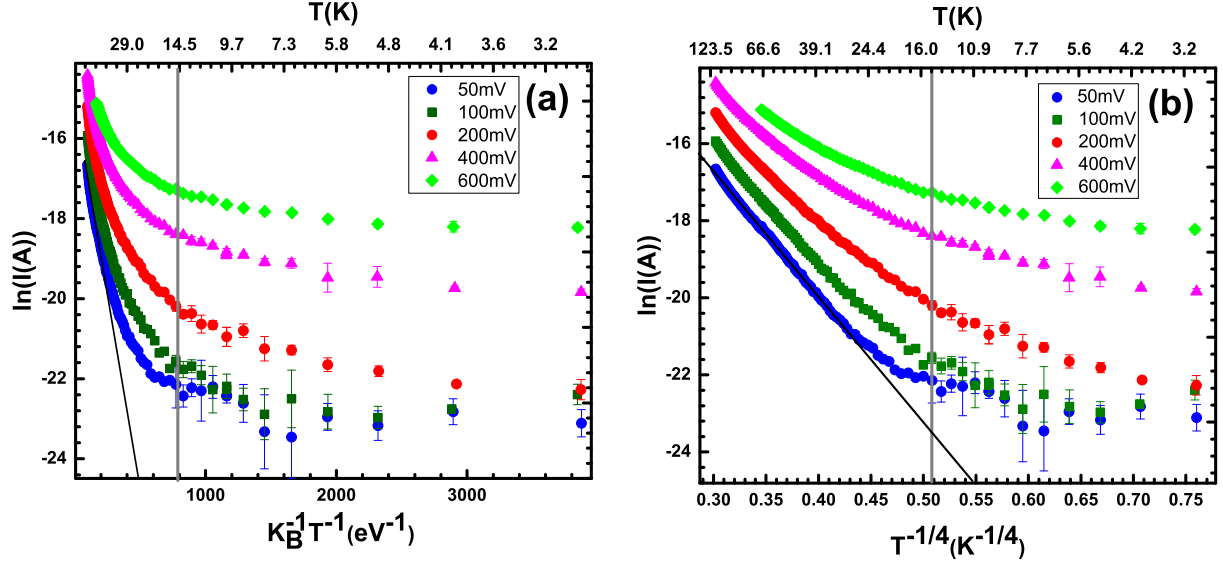 T(K)
29.0 14.5 9.7 7.3 5.8 4.8 4.1 3.6 3.2
(a)
50mV
100mV
200mV
400mV
600mV
ln(I(A))
-16
-18
-20
-22
-24
1000 2000 3000
K_B^-1T^-1(eV^-1)
T(K)
123.5 66.6 39.1 24.4 16.0 10.9 7.7 5.6 4.2 3.2
(b)
50mV
100mV
200mV
400mV
600mV
ln(I(A))
-16
-18
-20
-22
-24
0.30 0.35 0.40 0.45 0.50 0.55 0.60 0.65 0.70 0.75
T^-1/4(K^-1/4)